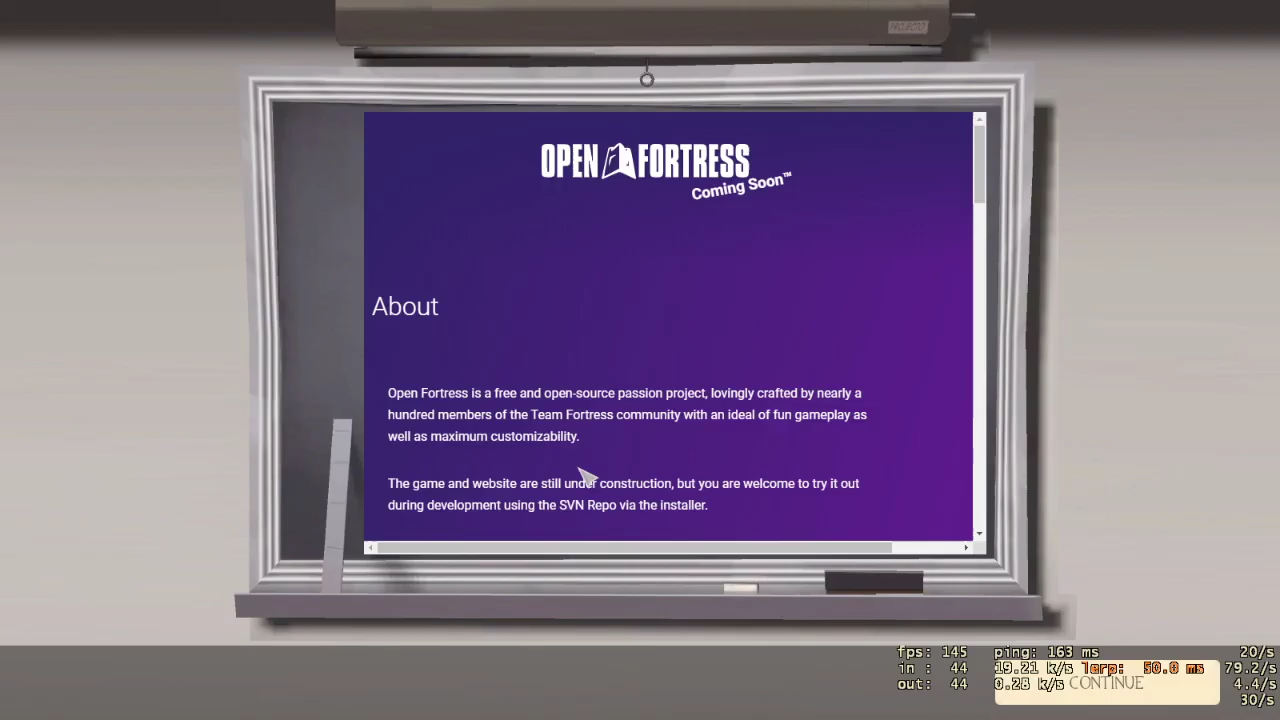 OPEN FORTRESS
Coming Soon™
About
Open Fortress is a free and open-source passion project, lovingly crafted by nearly a
hundred members of the Team Fortress community with an ideal of fun gameplay as
well as maximum customizability.
The game and website are still under construction, but you are welcome to try it out
during development using the SVN Repo via the installer.
fps: 145 ping: 163 ms 20/s
in : 44 19.21 k/s lerp: 50.0 ms 79.2/s
out: 44 0.28 k/s 4.4/s
CONTINUE
30/s